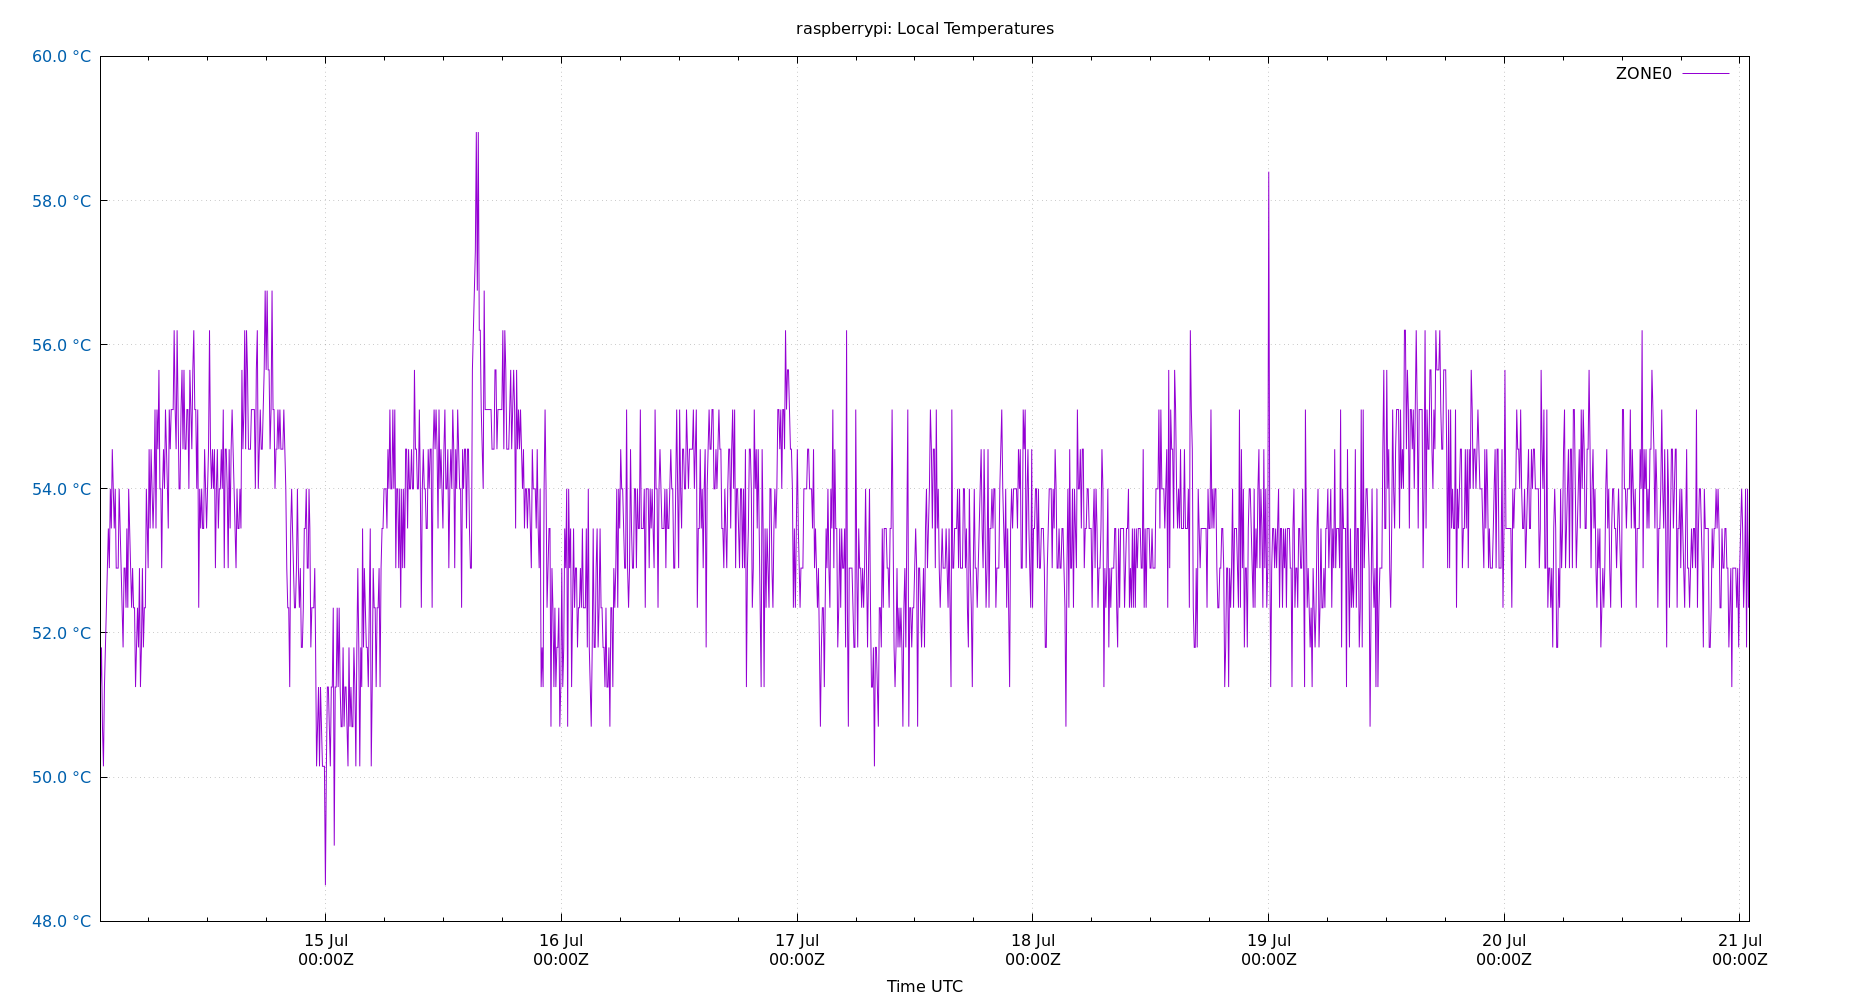 raspberrypi: Local Temperatures
60.0 °C
ZONE0
58.0 °C
56.0 °C
54.0 °C
52.0 °C
50.0 °C
48.0 °C
15 Jul 16 Jul 17 Jul 18 Jul 19 Jul 20 Jul 21 Jul
00:00Z 00:00Z 00:00Z 00:00Z 00:00Z 00:00Z 00:00Z
Time UTC